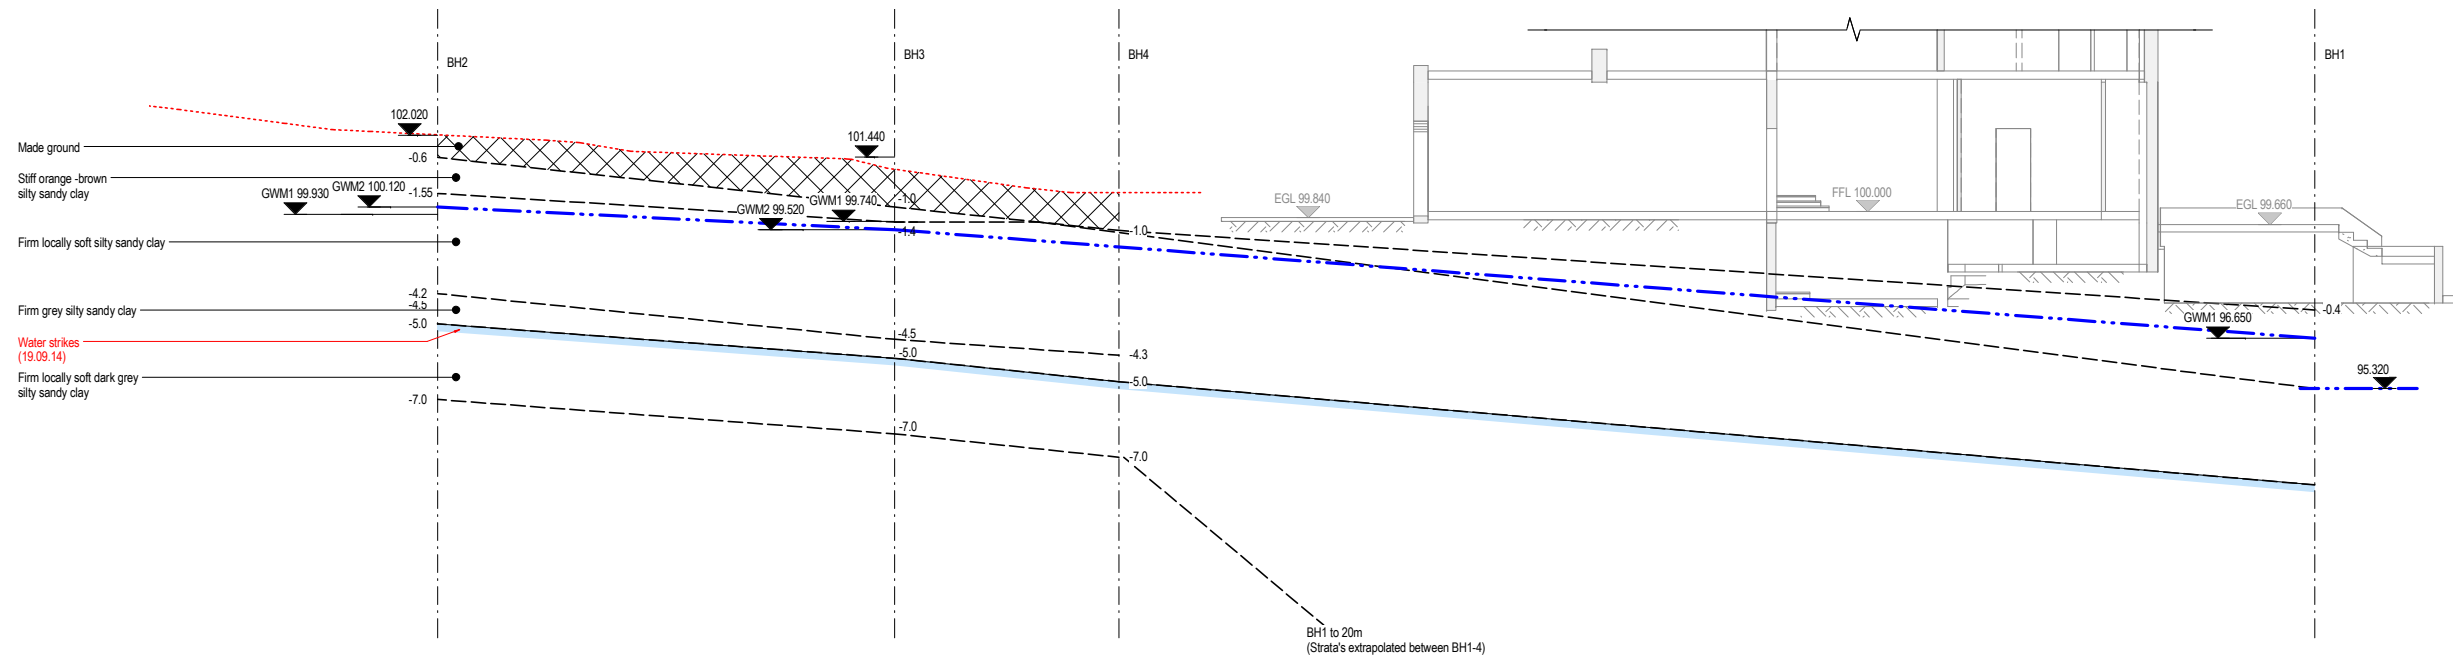 BH2
BH3
BH4
BH1
102.020
101.440
Made ground
-0.6
Stiff orange -brown
silty sandy clay
-1.55
GWM1 99.930
GWM2 100.120
GWM2 99.520
GWM1 99.740
-1.0
-1.4
-1.0
EGL 99.840
FFL 100.000
EGL 99.660
Firm locally soft silty sandy clay
-4.2
-4.5
Firm grey silty sandy clay
-5.0
-4.5
-5.0
-4.3
-5.0
-0.4
GWM1 96.650
Water strikes
(19.09.14)
95.320
Firm locally soft dark grey
silty sandy clay
-7.0
-7.0
-7.0
BH1 to 20m
(Strata's extrapolated between BH1-4)